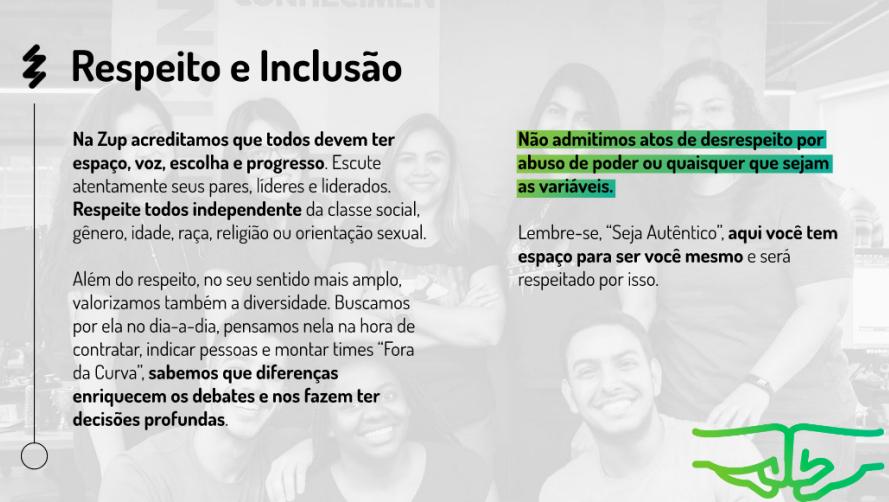 Respeito e Inclusão
Na Zup acreditamos que todos devem ter
espaço, voz, escolha e progresso. Escute
atentamente seus pares, líderes e liderados.
Respeite todos independente da classe social,
gênero, idade, raça, religião ou orientação sexual.
Além do respeito, no seu sentido mais amplo,
valorizamos também a diversidade. Buscamos
por ela no dia-a-dia, pensamos nela na hora de
contratar, indicar pessoas e montar times “Fora
da Curva”, sabemos que diferenças
enriquecem os debates e nos fazem ter
decisões profundas.
Não admitimos atos de desrespeito por
abuso de poder ou quaisquer que sejam
as variáveis.
Lembre-se, “Seja Autêntico”, aqui você tem
espaço para ser você mesmo e será
respeitado por isso.